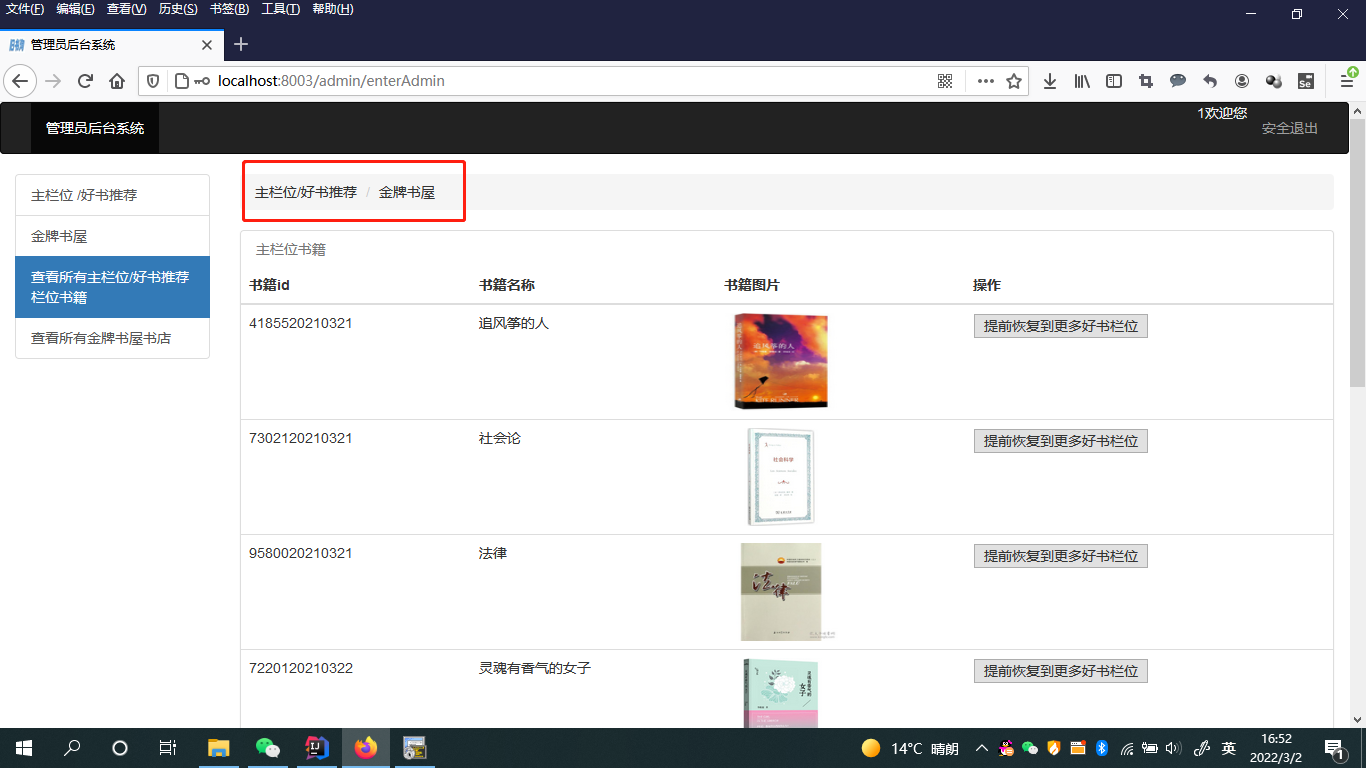 文件(F) 编辑(E) 查看(V) 历史(S) 书签(B) 工具(T) 帮助(H)
管理员后台系统
localhost:8003/admin/enterAdmin
管理员后台系统
1欢迎您
安全退出
主栏位 /好书推荐
金牌书屋
查看所有主栏位/好书推荐
栏位书籍
查看所有金牌书屋书店
主栏位/好书推荐 / 金牌书屋
主栏位书籍
书籍id 书籍名称 书籍图片 操作
4185520210321 追风筝的人 提前恢复到更多好书栏位
追风筝的人
7302120210321 社会论 提前恢复到更多好书栏位
社会科学
9580020210321 法律 提前恢复到更多好书栏位
法律
7220120210322 灵魂有香气的女子 提前恢复到更多好书栏位
灵魂有香气的
女子
14°C 晴朗
英
16:52
2022/3/2
1